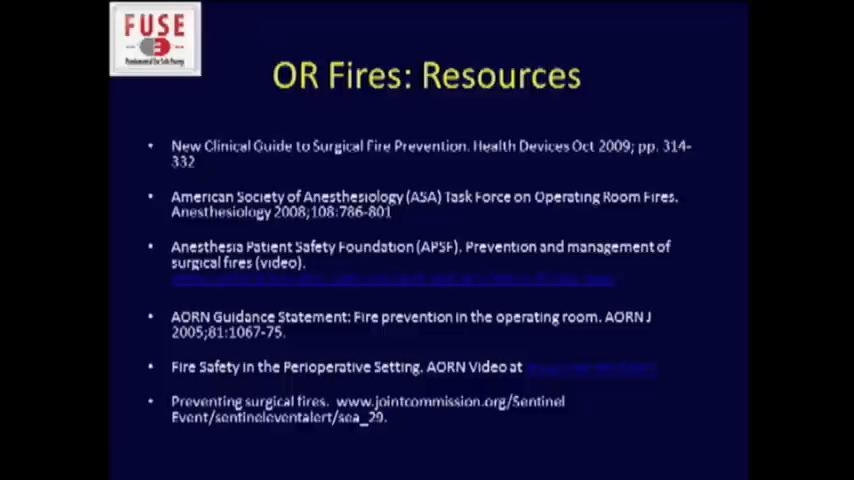 FUSE
Fundamental Use Safe Energy
OR Fires: Resources
• New Clinical Guide to Surgical Fire Prevention. Health Devices Oct 2009; pp. 314-
332
• American Society of Anesthesiology (ASA) Task Force on Operating Room Fires.
Anesthesiology 2008;108:786-801
• Anesthesia Patient Safety Foundation (APSF). Prevention and management of
surgical fires (video).
• AORN Guidance Statement: Fire prevention in the operating room. AORN J
2005;81:1067-75.
• Fire Safety in the Perioperative Setting. AORN Video at
• Preventing surgical fires. www.jointcommission.org/Sentinel
Event/sentineleventalert/sea_29.